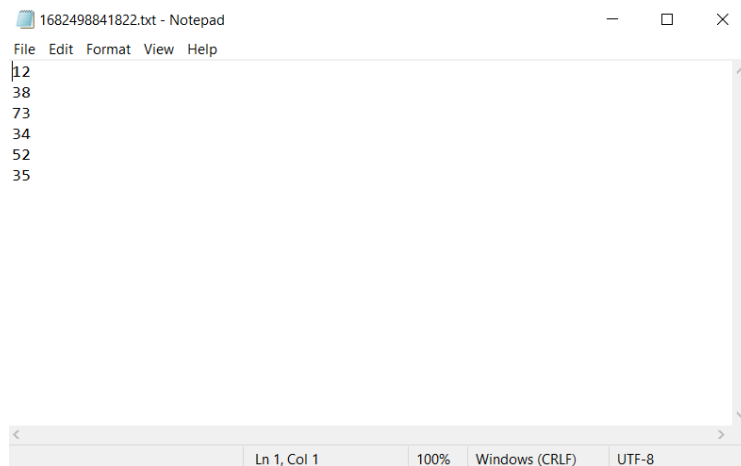 1682498841822.txt - Notepad
File Edit Format View Help
12
38
73
34
52
35
Ln 1, Col 1 100% Windows (CRLF) UTF-8